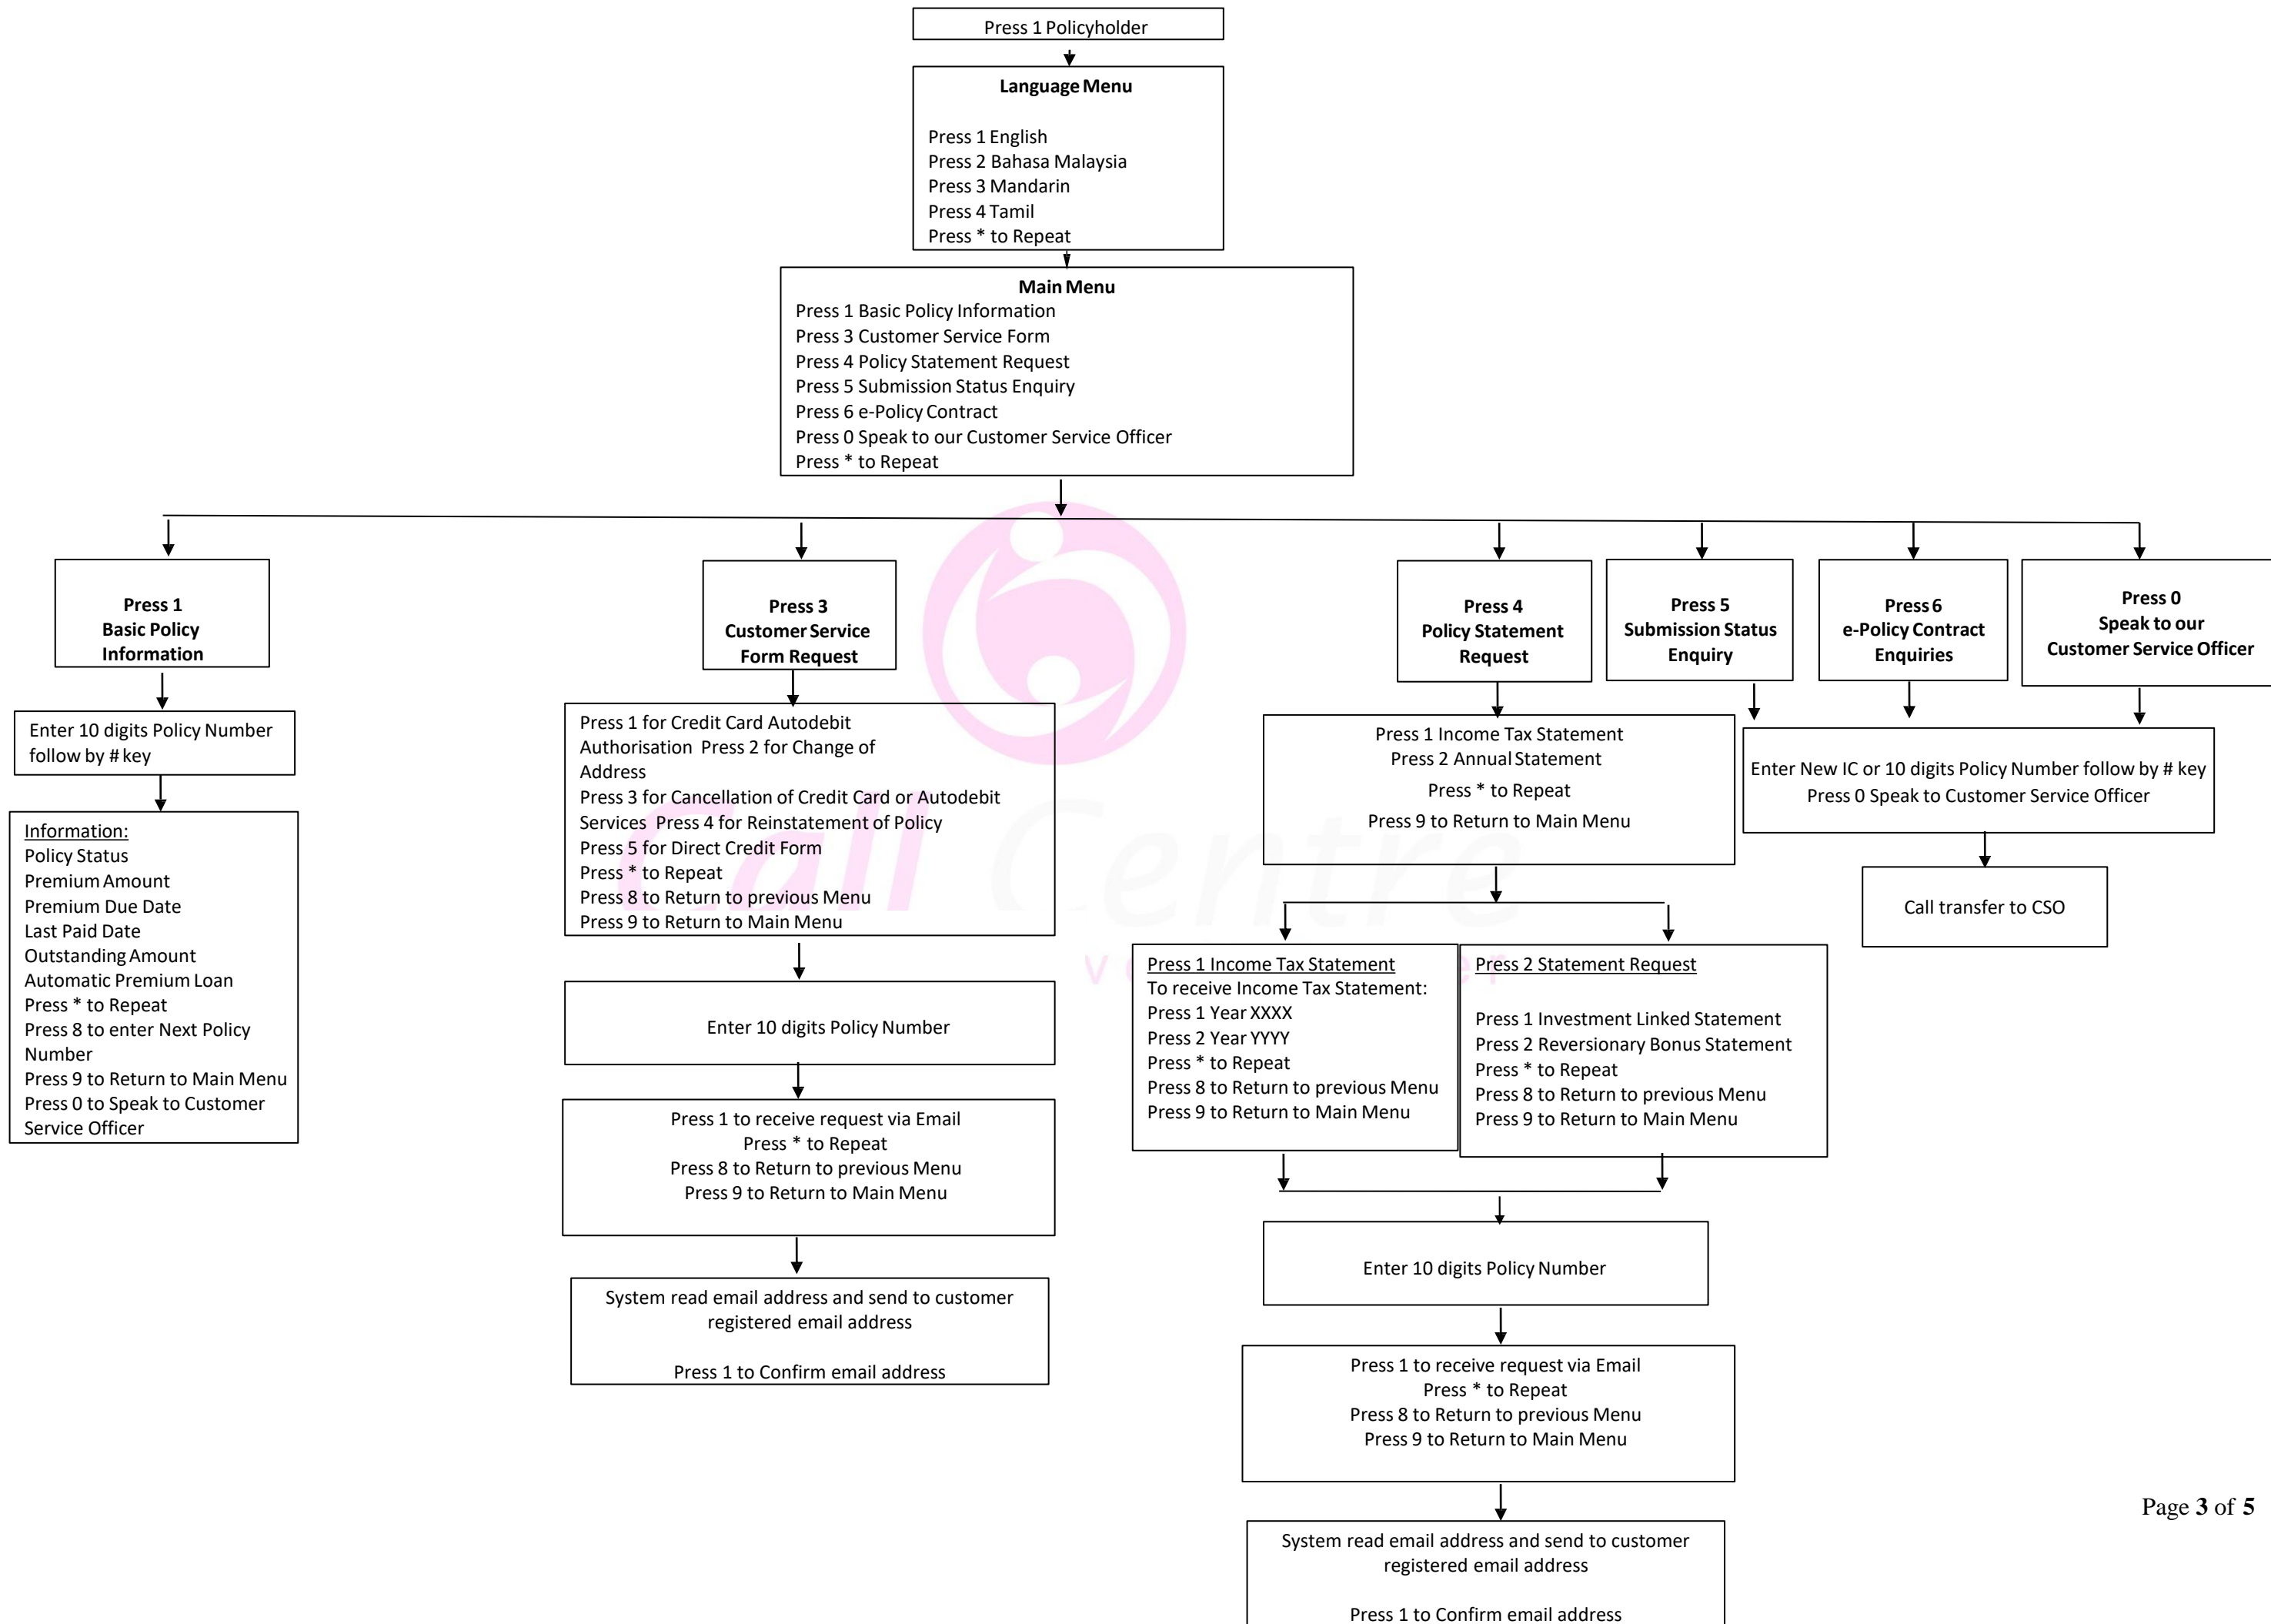 Press 1 Policyholder
Language Menu
Press 1 English
Press 2 Bahasa Malaysia
Press 3 Mandarin
Press 4 Tamil
Press * to Repeat
Main Menu
Press 1 Basic Policy Information
Press 3 Customer Service Form
Press 4 Policy Statement Request
Press 5 Submission Status Enquiry
Press 6 e-Policy Contract
Press 0 Speak to our Customer Service Officer
Press * to Repeat
Press 1
Basic Policy
Information
Enter 10 digits Policy Number
follow by # key
Information:
Policy Status
Premium Amount
Premium Due Date
Last Paid Date
Outstanding Amount
Automatic Premium Loan
Press * to Repeat
Press 8 to enter Next Policy
Number
Press 9 to Return to Main Menu
Press 0 to Speak to Customer
Service Officer
Press 3
Customer Service
Form Request
Press 1 for Credit Card Autodebit
Authorisation Press 2 for Change of
Address
Press 3 for Cancellation of Credit Card or Autodebit
Services Press 4 for Reinstatement of Policy
Press 5 for Direct Credit Form
Press * to Repeat
Press 8 to Return to previous Menu
Press 9 to Return to Main Menu
Enter 10 digits Policy Number
Press 1 to receive request via Email
Press * to Repeat
Press 8 to Return to previous Menu
Press 9 to Return to Main Menu
System read email address and send to customer
registered email address
Press 1 to Confirm email address
Press 4
Policy Statement
Request
Press 1 Income Tax Statement
Press 2 Annual Statement
Press * to Repeat
Press 9 to Return to Main Menu
Press 1 Income Tax Statement
To receive Income Tax Statement:
Press 1 Year XXXX
Press 2 Year YYYY
Press * to Repeat
Press 8 to Return to previous Menu
Press 9 to Return to Main Menu
Press 2 Statement Request
Press 1 Investment Linked Statement
Press 2 Reversionary Bonus Statement
Press * to Repeat
Press 8 to Return to previous Menu
Press 9 to Return to Main Menu
Enter 10 digits Policy Number
Press 1 to receive request via Email
Press * to Repeat
Press 8 to Return to previous Menu
Press 9 to Return to Main Menu
System read email address and send to customer
registered email address
Press 1 to Confirm email address
Press 5
Submission Status
Enquiry
Press 6
e-Policy Contract
Enquiries
Press 0
Speak to our
Customer Service Officer
Enter New IC or 10 digits Policy Number follow by # key
Press 0 Speak to Customer Service Officer
Call transfer to CSO
Call Centre
Page 3 of 5